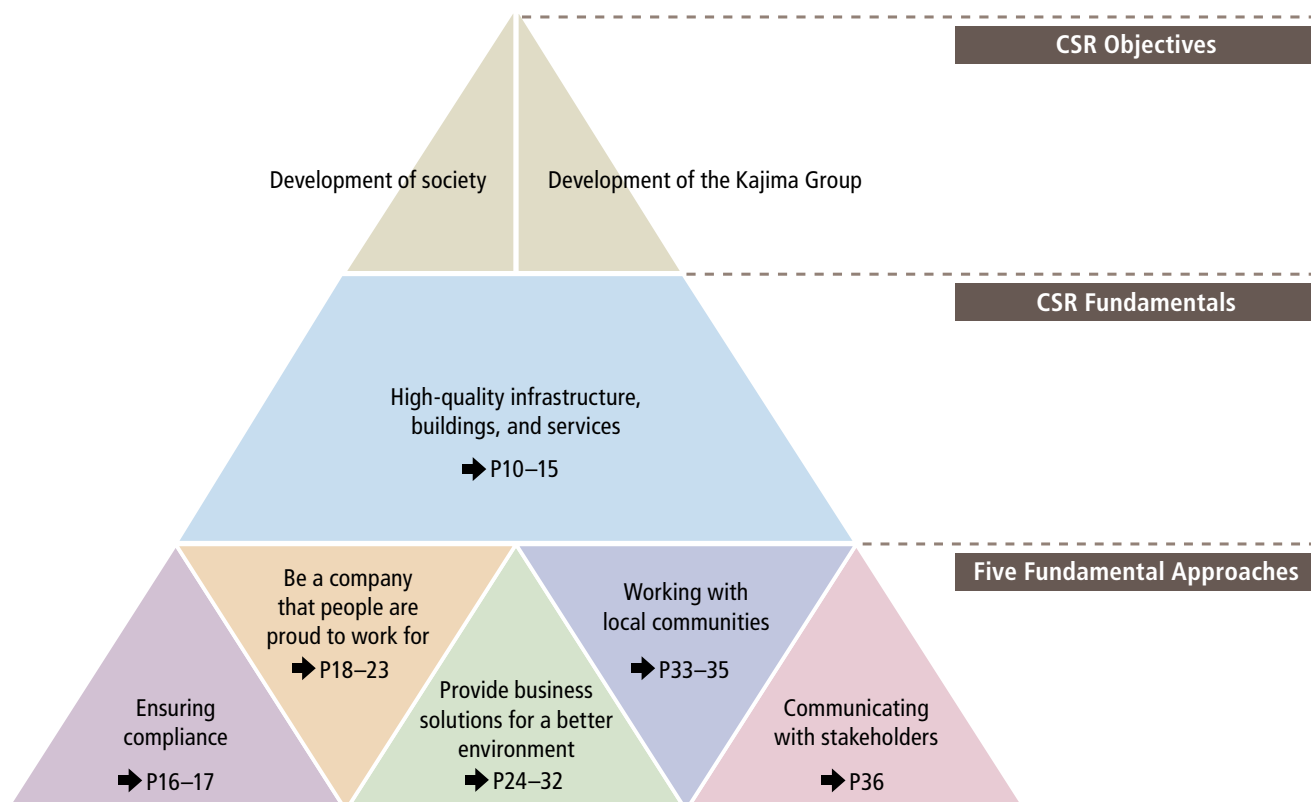 CSR Objectives
Development of society
Development of the Kajima Group
CSR Fundamentals
High-quality infrastructure,
buildings, and services
➡ P10–15
Five Fundamental Approaches
Ensuring
compliance
➡ P16–17
Be a company
that people are
proud to work for
➡ P18–23
Provide business
solutions for a better
environment
➡ P24–32
Working with
local communities
➡ P33–35
Communicating
with stakeholders
➡ P36